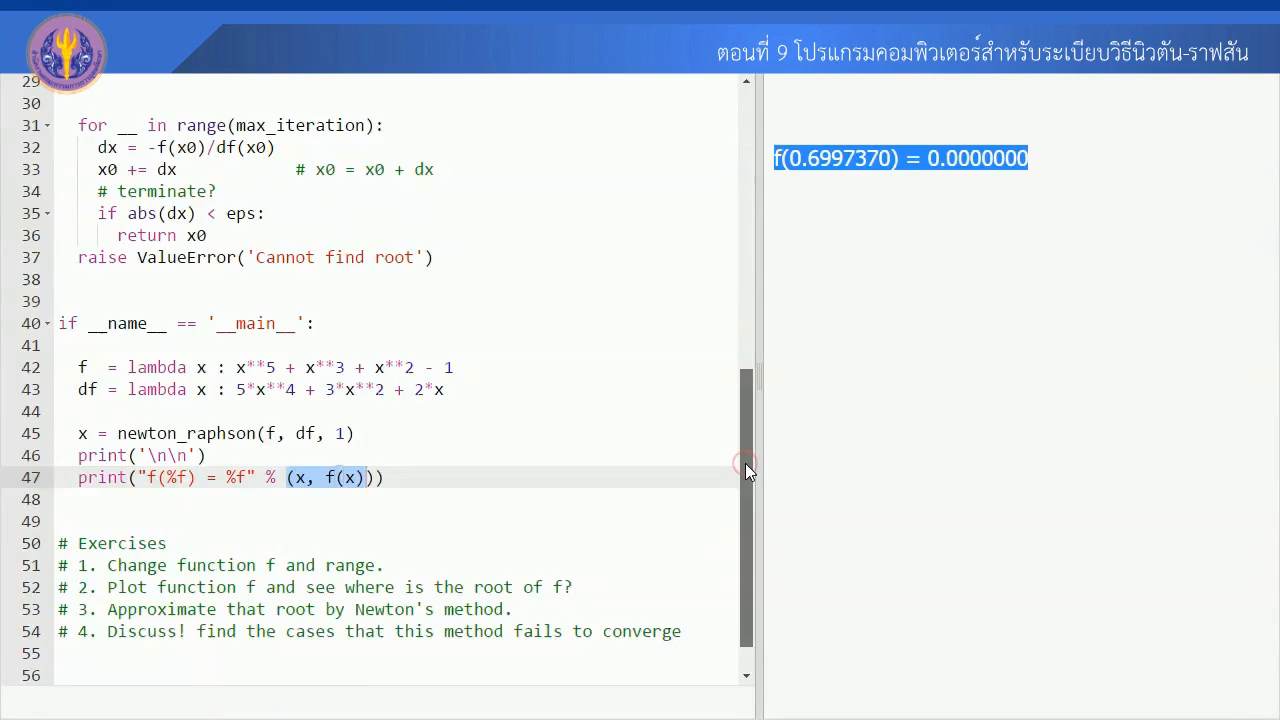 ตอนที่ 9 โปรแกรมคอมพิวเตอร์สำหรับระเบียบวิธีนิวตัน-ราฟสัน
29
30
31 for __ in range(max_iteration):
32 dx = -f(x0)/df(x0)
33 x0 += dx # x0 = x0 + dx
34 # terminate?
35 if abs(dx) < eps:
36 return x0
37 raise ValueError('Cannot find root')
38
39
40 if __name__ == '__main__':
41
42 f = lambda x : x**5 + x**3 + x**2 - 1
43 df = lambda x : 5*x**4 + 3*x**2 + 2*x
44
45 x = newton_raphson(f, df, 1)
46 print('\n\n')
47 print("f(%f) = %f" % (x, f(x)))
48
49
50 # Exercises
51 # 1. Change function f and range.
52 # 2. Plot function f and see where is the root of f?
53 # 3. Approximate that root by Newton's method.
54 # 4. Discuss! find the cases that this method fails to converge
55
56
f(0.6997370) = 0.0000000